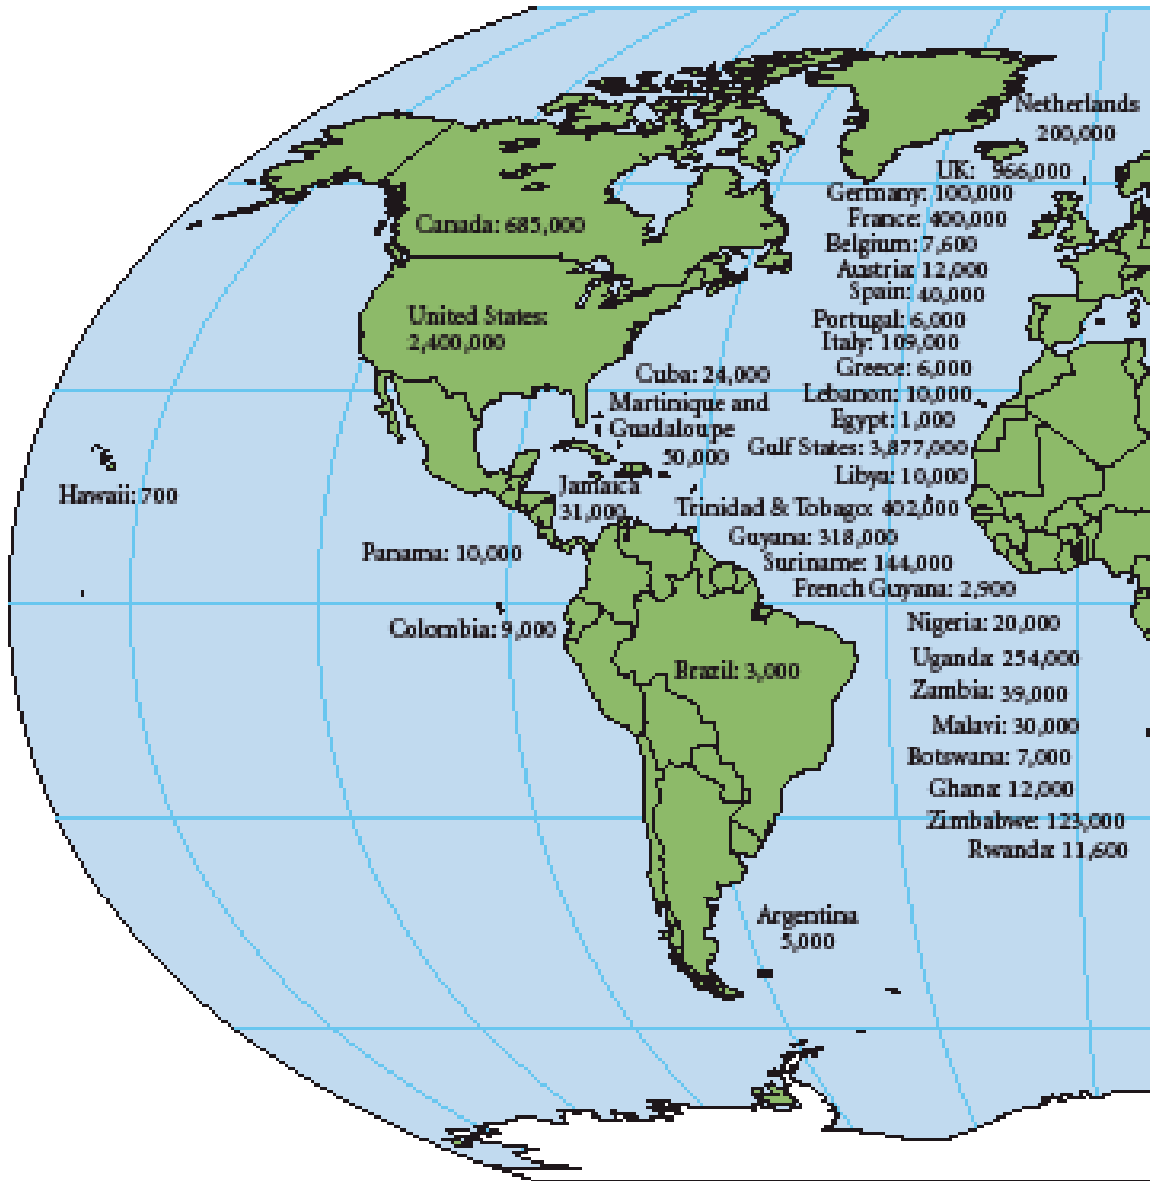 Netherlands
200,000
UK: 966,000
Germany: 100,000
France: 400,000
Canada: 685,000
Belgium: 7,600
Austria: 12,000
Spain: 40,000
United States:
2,400,000
Portugal: 6,000
Italy: 109,000
Greece: 6,000
Cuba: 24,000
Lebanon: 10,000
Martinique and
Guadaloupe
50,000
Egypt: 1,000
Gulf States: 3,877,000
Libya: 10,000
Hawaii: 700
Jamaica
31,000
Trinidad & Tobago: 402,000
Guyana: 318,000
Panama: 10,000
Suriname: 144,000
French Guyana: 2,900
Colombia: 9,000
Nigeria: 20,000
Uganda: 254,000
Brazil: 3,000
Zambia: 39,000
Malavi: 30,000
Botswana: 7,000
Ghana: 12,000
Zimbabwe: 123,000
Rwanda: 11,600
Argentina
5,000